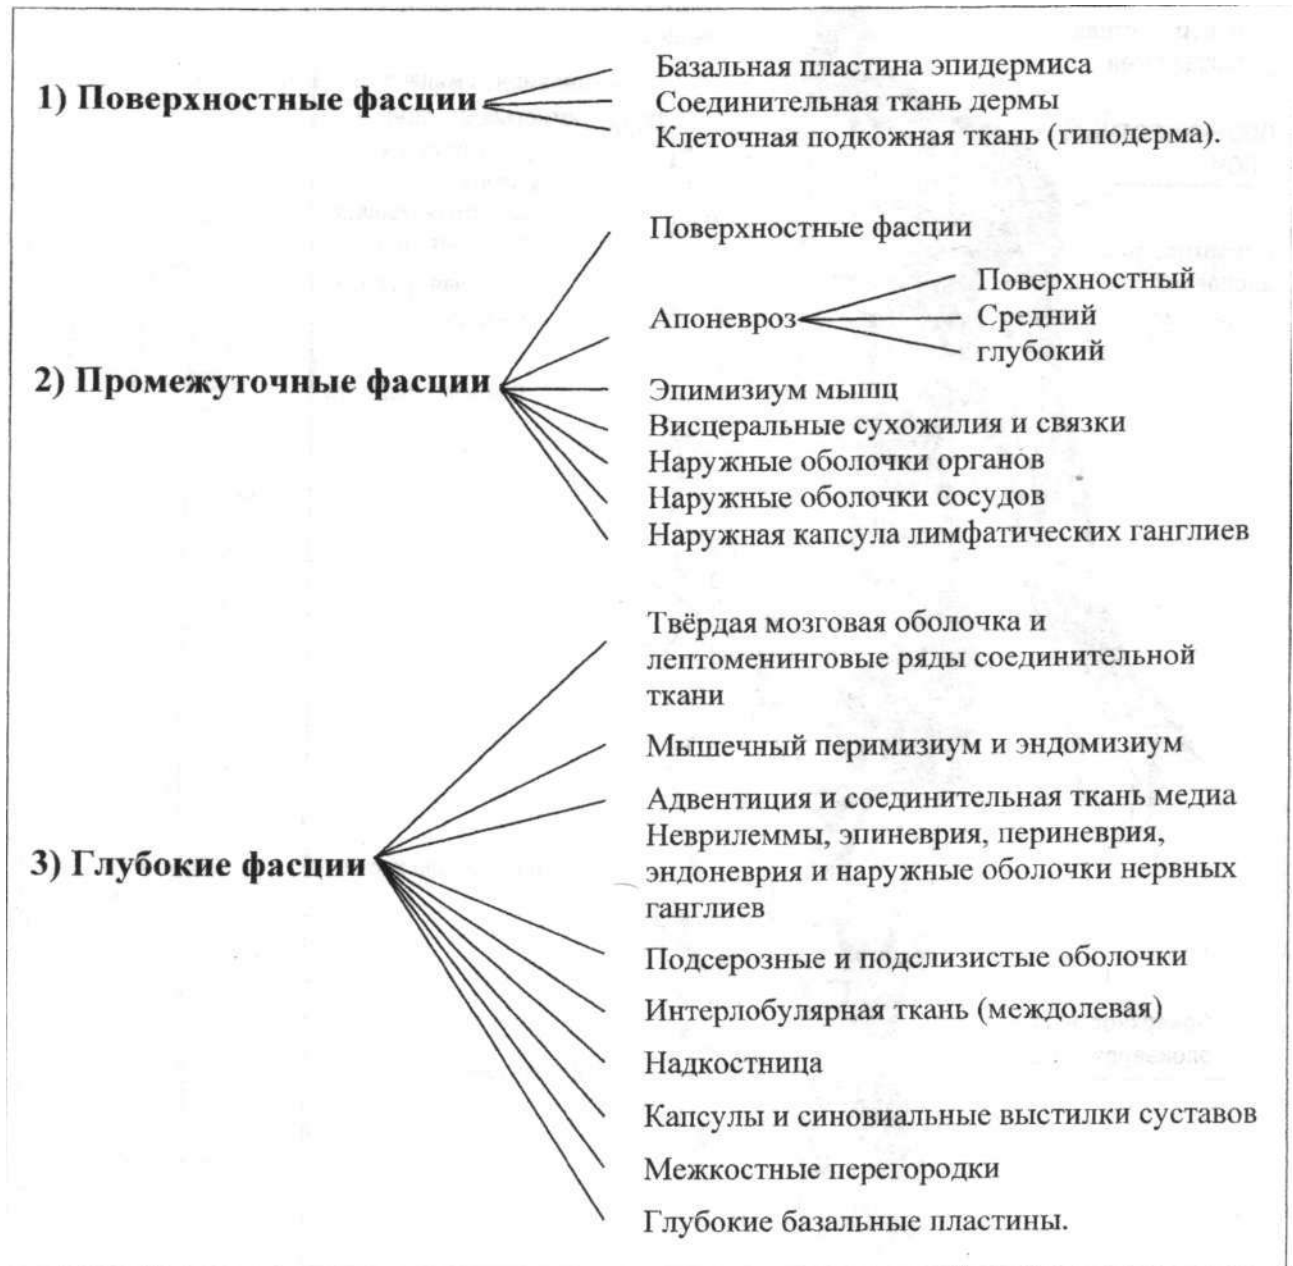 1) Поверхностные фасции
Базальная пластина эпидермиса
Соединительная ткань дермы
Клеточная подкожная ткань (гиподерма).
2) Промежуточные фасции
Поверхностные фасции
Апоневроз
Поверхностный
Средний
глубокий
Эпимизиум мышц
Висцеральные сухожилия и связки
Наружные оболочки органов
Наружные оболочки сосудов
Наружная капсула лимфатических ганглиев
3) Глубокие фасции
Твёрдая мозговая оболочка и
лептоменинговые ряды соединительной
ткани
Мышечный перимизиум и эндомизиум
Адвентиция и соединительная ткань медиа
Неврилеммы, эпиневрия, периневрия,
эндоневрия и наружные оболочки нервных
ганглиев
Подсерозные и подслизистые оболочки
Интерлобулярная ткань (междолевая)
Надкостница
Капсулы и синовиальные выстилки суставов
Межкостные перегородки
Глубокие базальные пластины.